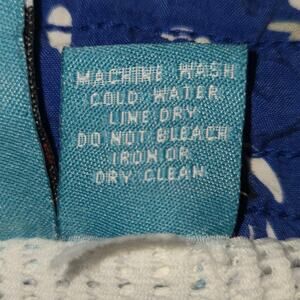 MACHINE WASH
COLD WATER
LINE DRY
DO NOT BLEACH
IRON OR
DRY CLEAN